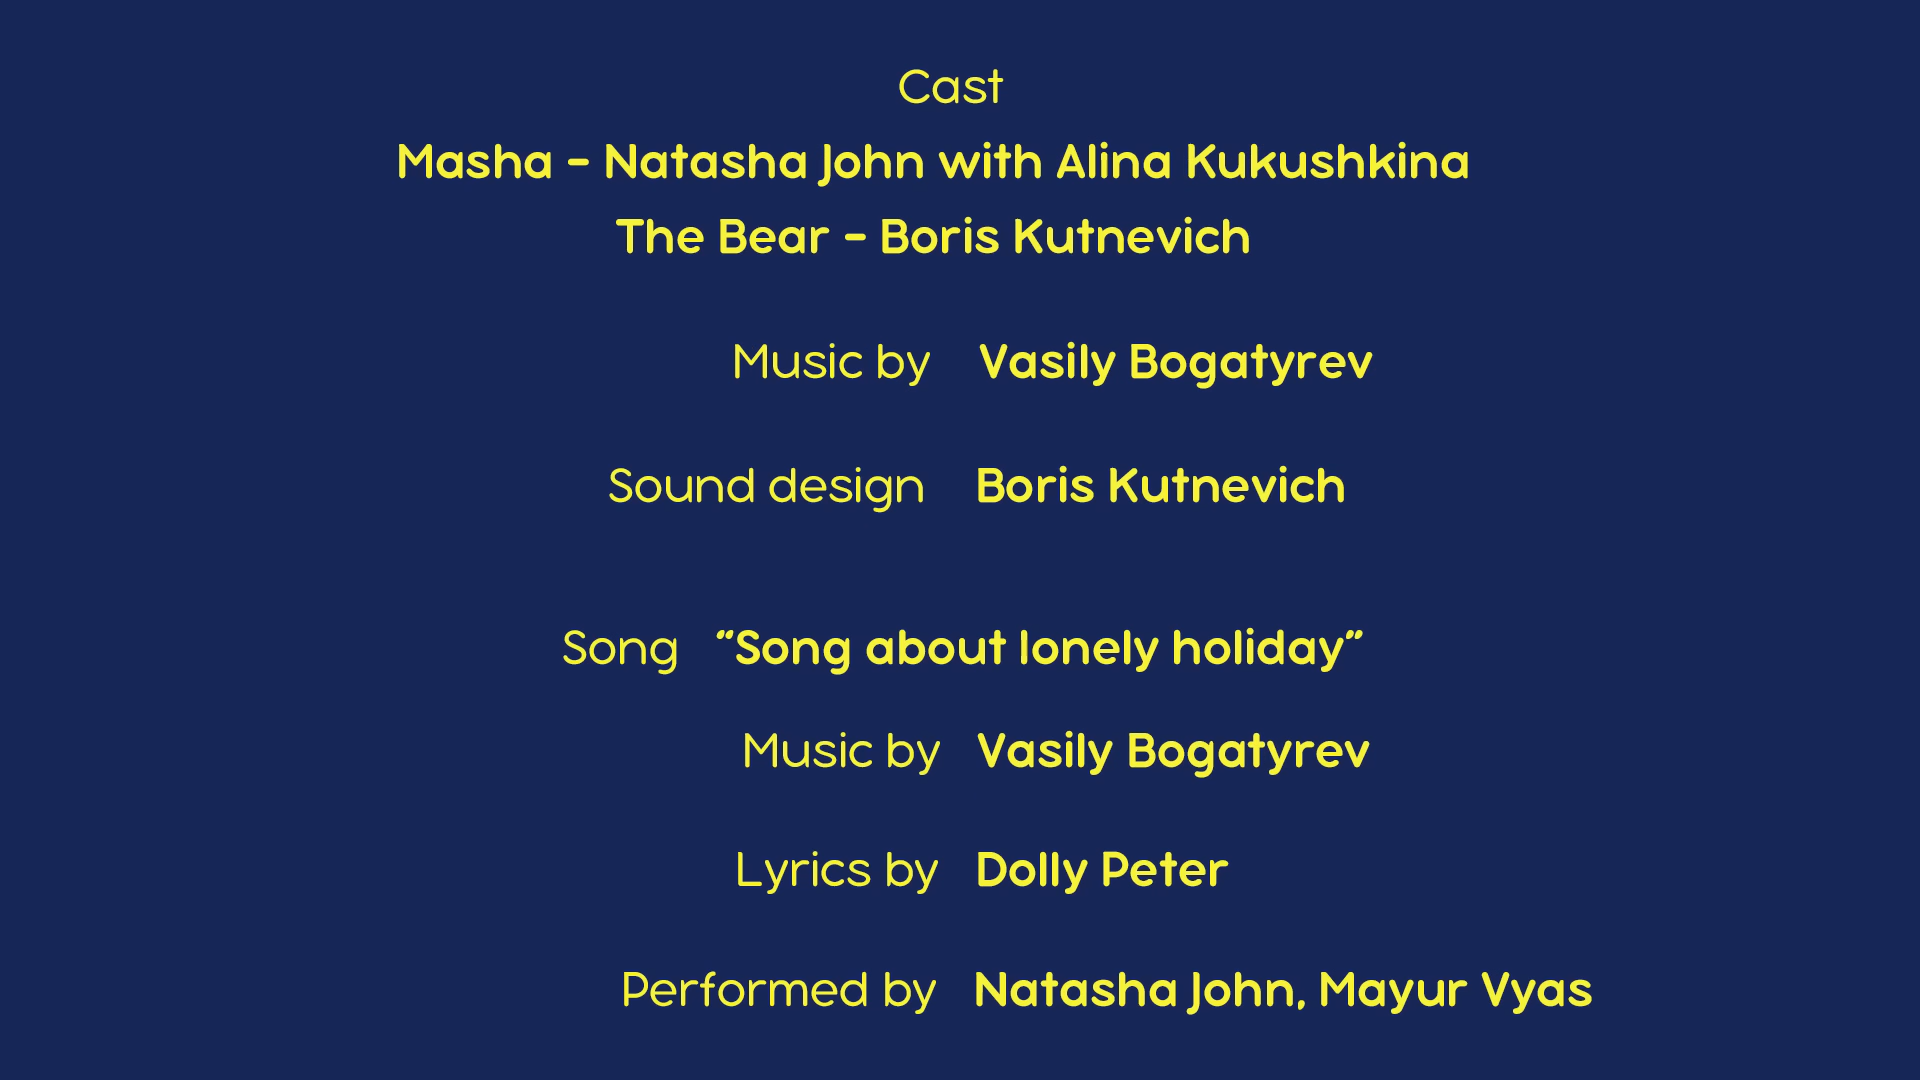 Cast
Masha - Natasha John with Alina Kukushkina
The Bear - Boris Kutnevich
Music by Vasily Bogatyrev
Sound design Boris Kutnevich
Song “Song about lonely holiday”
Music by Vasily Bogatyrev
Lyrics by Dolly Peter
Performed by Natasha John, Mayur Vyas